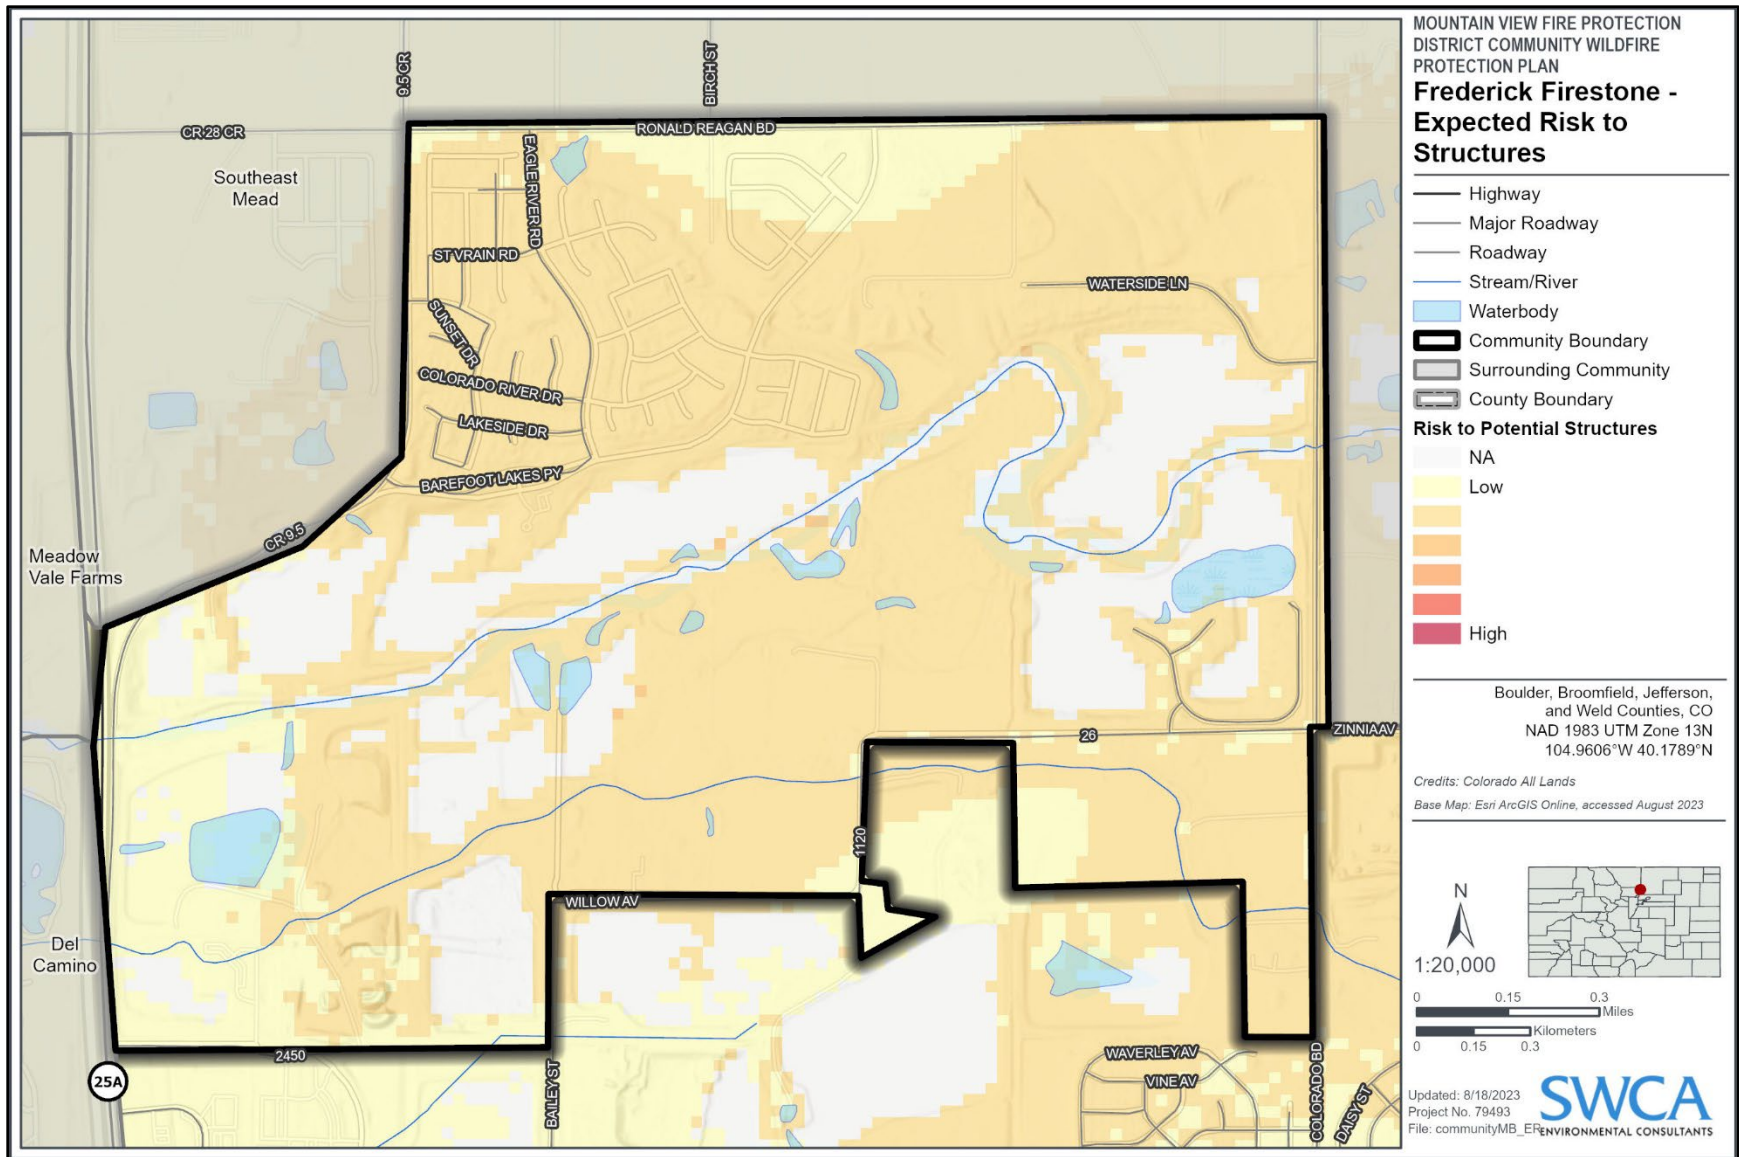 MOUNTAIN VIEW FIRE PROTECTION
DISTRICT COMMUNITY WILDFIRE
PROTECTION PLAN
Frederick Firestone -
Expected Risk to
Structures
Highway
Major Roadway
Roadway
Stream/River
Waterbody
Community Boundary
Surrounding Community
County Boundary
Risk to Potential Structures
NA
Low
High
Boulder, Broomfield, Jefferson,
and Weld Counties, CO
NAD 1983 UTM Zone 13N
104.9606°W 40.1789°N
Credits: Colorado All Lands
Base Map: Esri ArcGIS Online, accessed August 2023
N
1:20,000
0 0.15 0.3
Miles
Kilometers
0 0.15 0.3
Updated: 8/18/2023
Project No. 79493
File: communityMB_ER
SWCA
ENVIRONMENTAL CONSULTANTS
9.5 CR
BIRCH ST
CR 28 CR
RONALD REAGAN BD
EAGLE RIVER RD
Southeast
Mead
ST VRAIN RD
WATERSIDE LN
SUNSET DR
COLORADO RIVER DR
LAKESIDE DR
BAREFOOT LAKES PY
CR 9.5
Meadow
Vale Farms
26
ZINNIA AV
1120
WILLOW AV
Del
Camino
2450
25A
BAILEY ST
WAVERLEY AV
VINE AV
COLORADO BD
DAISY ST